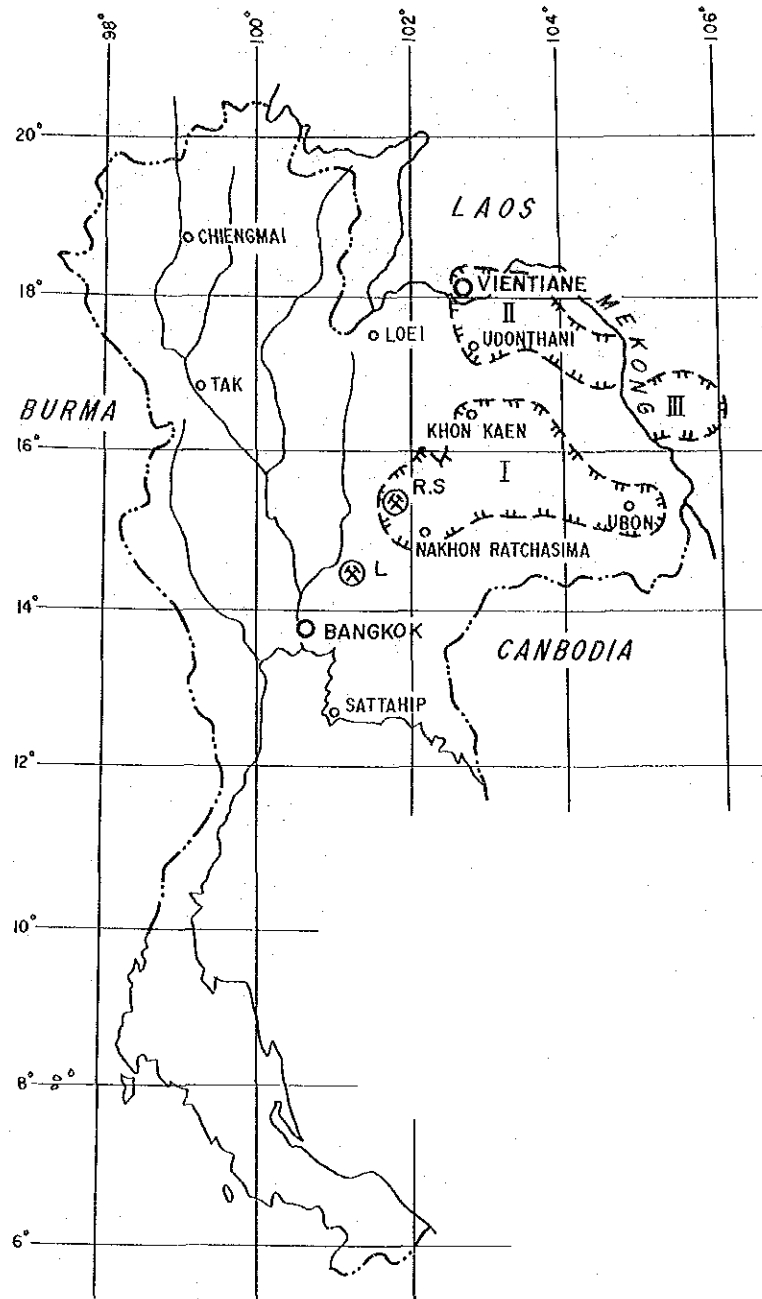 98° 100° 102° 104° 106°
20°
LAOS
CHIENGMAI
18°
VIENTIANE
II
LOEI
UDONTHANI
MEKONG
TAK
III
BURMA
KHON KAEN
16°
I
R.S
UBON
NAKHON RATCHASIMA
L
14°
BANGKOK
CANBODIA
SATTAHIP
12°
10°
8°
6°